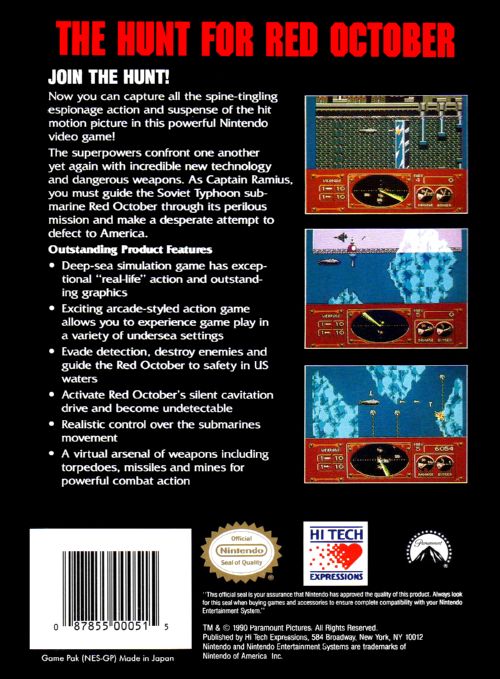 THE HUNT FOR RED OCTOBER
JOIN THE HUNT!
Now you can capture all the spine-tingling
espionage action and suspense of the hit
motion picture in this powerful Nintendo
video game!
The superpowers confront one another
yet again with incredible new technology
and dangerous weapons. As Captain Ramius,
you must guide the Soviet Typhoon sub-
marine Red October through its perilous
mission and make a desperate attempt to
defect to America.
Outstanding Product Features
• Deep-sea simulation game has excep-
tional "real-life" action and outstand-
ing graphics
• Exciting arcade-styled action game
allows you to experience game play in
a variety of undersea settings
• Evade detection, destroy enemies and
guide the Red October to safety in US
waters
• Activate Red October's silent cavitation
drive and become undetectable
• Realistic control over the submarines
movement
• A virtual arsenal of weapons including
torpedoes, missiles and mines for
powerful combat action
Official
Nintendo
Seal of Quality
HI TECH
EXPRESSIONS
Paramount
"This official seal is your assurance that Nintendo has approved the quality of this product. Always look
for this seal when buying games and accessories to ensure complete compatibility with your Nintendo
Entertainment System."
0 87855 00051 5
TM & © 1990 Paramount Pictures. All Rights Reserved.
Published by Hi Tech Expressions, 584 Broadway, New York, NY 10012
Nintendo and Nintendo Entertainment Systems are trademarks of
Nintendo of America Inc.
Game Pak (NES-GP) Made in Japan